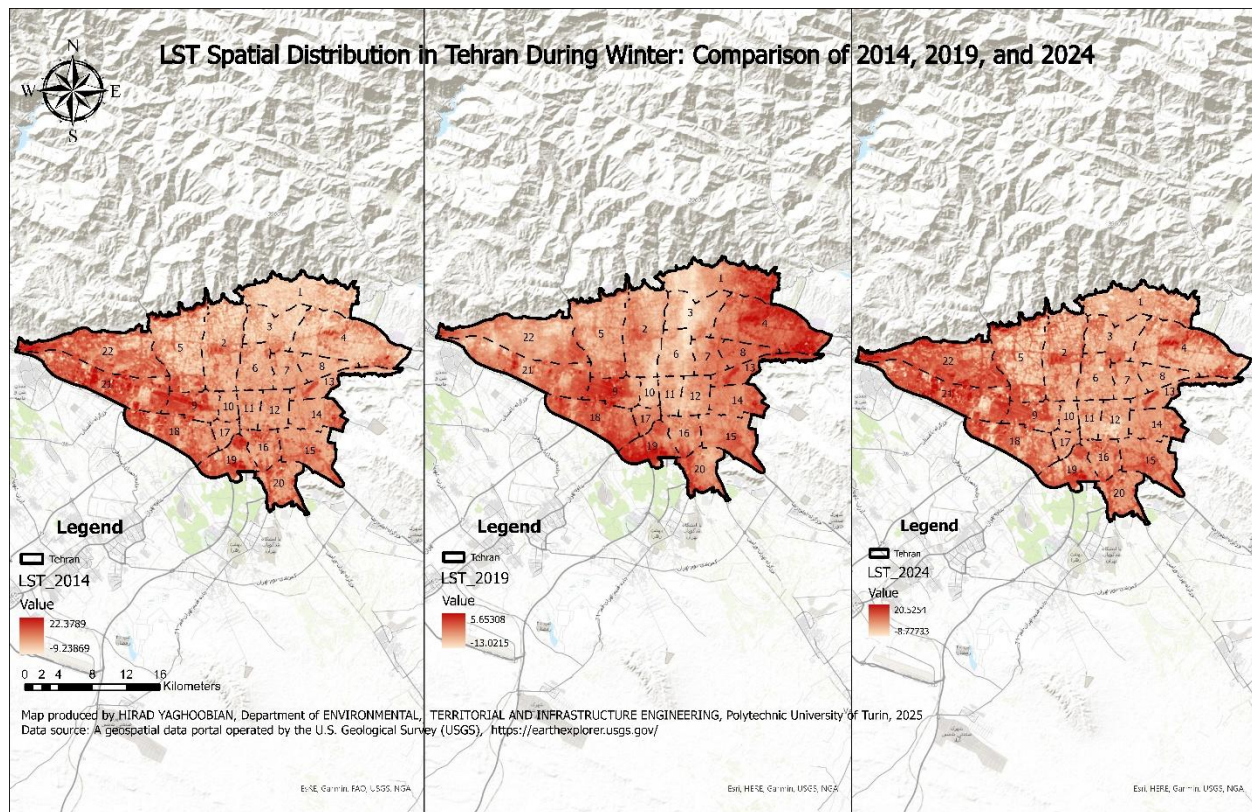 LST Spatial Distribution in Tehran During Winter: Comparison of 2014, 2019, and 2024
N
W E
S
1
3
2
4
5
22
6
7
8
13
21
9
10 11 12
14
18
17
16
15
19
20
Legend
Tehran
LST_2014
Value
22.3789
-9.23869
0 2 4 8 12 16
Kilometers
1
3
2
4
5
22
6
7
8
13
21
9
10 11 12
14
18
17
16
15
19
20
Legend
Tehran
LST_2019
Value
5.65308
-13.0215
1
3
2
4
5
22
6
7
8
13
21
9
10 11 12
14
18
17
16
15
19
20
Legend
Tehran
LST_2024
Value
20.5254
-8.77733
Map produced by HIRAD YAGHOOBIAN, Department of ENVIRONMENTAL, TERRITORIAL AND INFRASTRUCTURE ENGINEERING, Polytechnic University of Turin, 2025
Data source: A geospatial data portal operated by the U.S. Geological Survey (USGS), https://earthexplorer.usgs.gov/
Esri, Garmin, FAO, USGS, NGA
Esri, HERE, Garmin, USGS, NGA
Esri, HERE, Garmin, USGS, NGA